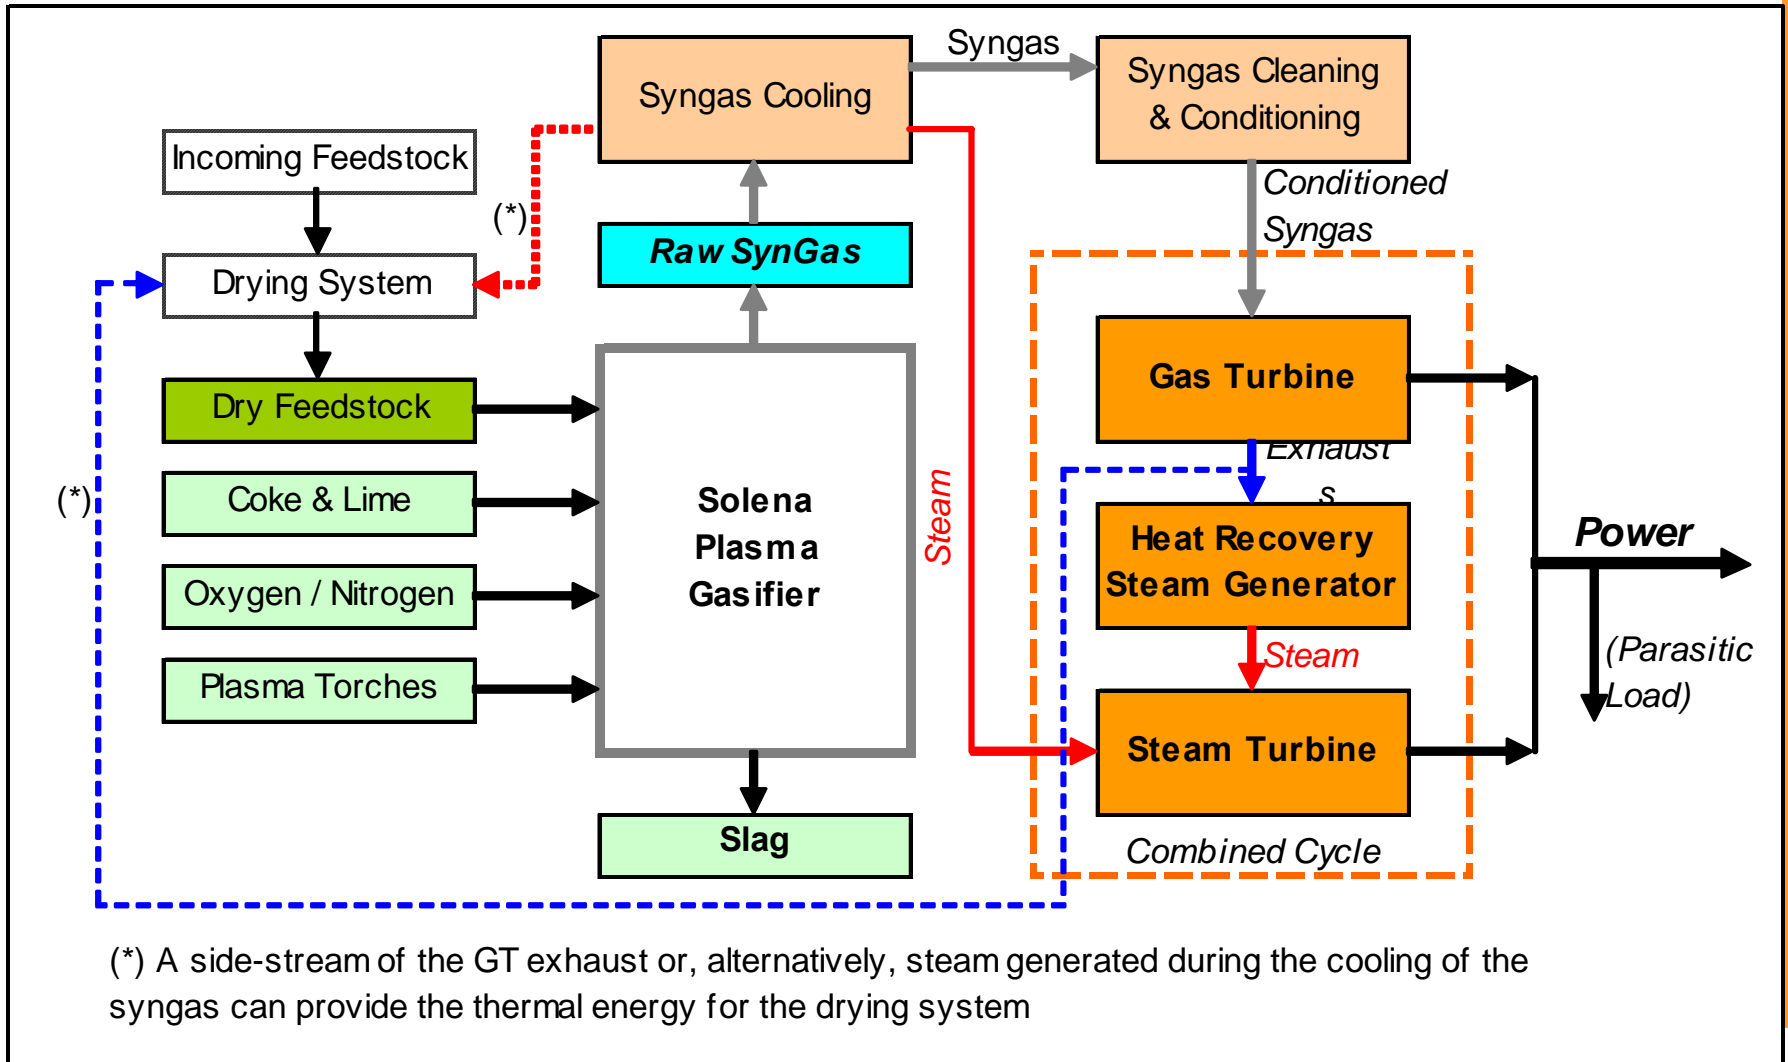 Syngas
Syngas Cooling
Syngas Cleaning
& Conditioning
Incoming Feedstock
Conditioned
Syngas
(*)
Raw SynGas
Drying System
Gas Turbine
Dry Feedstock
Exhaust
s
(*)
Coke & Lime
Solena
Plasma
Gasifier
Steam
Heat Recovery
Steam Generator
Power
Oxygen / Nitrogen
Steam
(Parasitic
Load)
Plasma Torches
Steam Turbine
Slag
Combined Cycle
(*) A side-stream of the GT exhaust or, alternatively, steam generated during the cooling of the
syngas can provide the thermal energy for the drying system